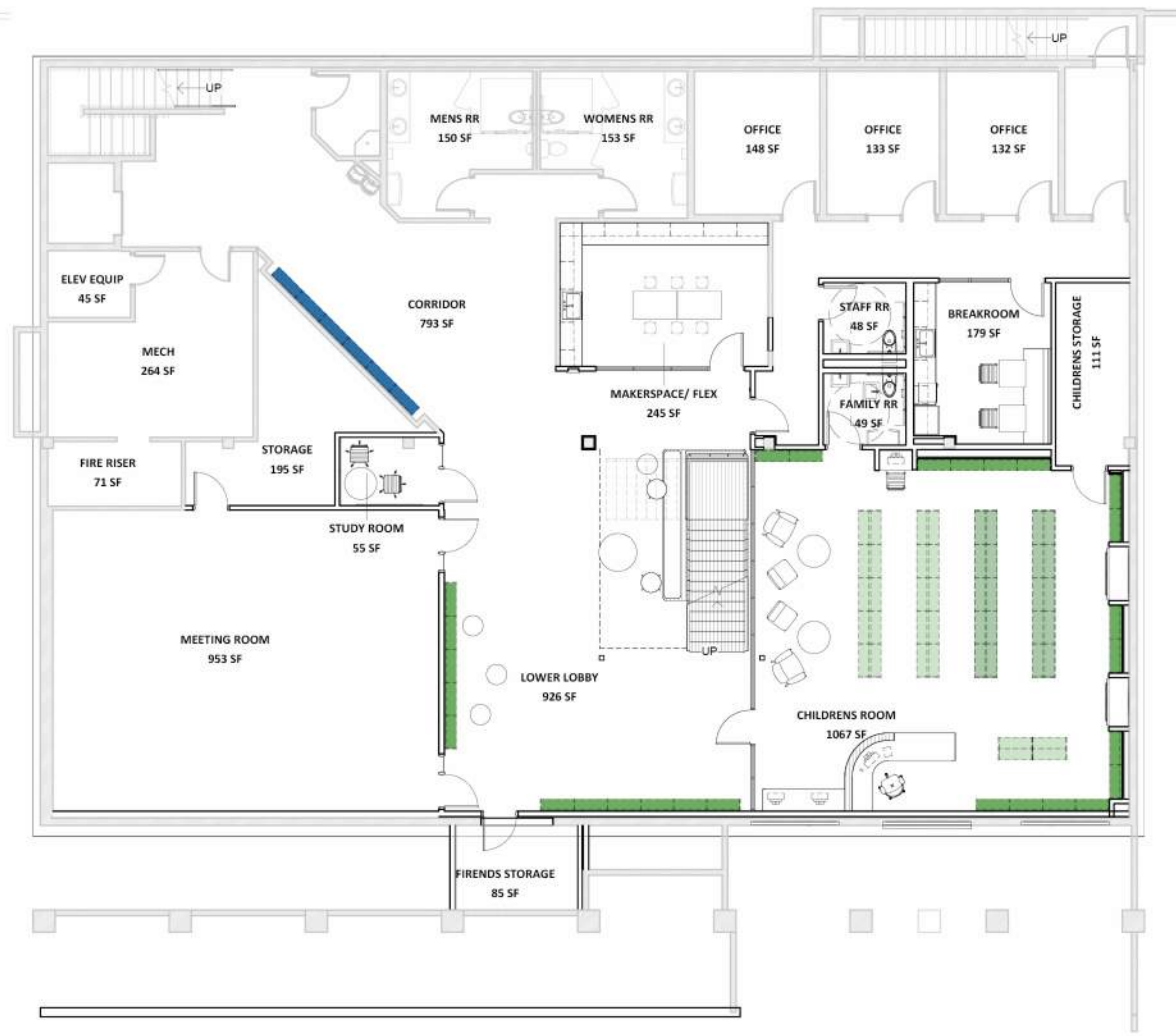 UP
UP
MENS RR
150 SF
WOMENS RR
153 SF
OFFICE
148 SF
OFFICE
133 SF
OFFICE
132 SF
ELEV EQUIP
45 SF
CORRIDOR
793 SF
STAFF RR
48 SF
BREAKROOM
179 SF
CHILDRENS STORAGE
111 SF
MECH
264 SF
MAKERSPACE/ FLEX
245 SF
FAMILY RR
49 SF
STORAGE
195 SF
FIRE RISER
71 SF
STUDY ROOM
55 SF
MEETING ROOM
953 SF
UP
LOWER LOBBY
926 SF
CHILDRENS ROOM
1067 SF
FIRENDS STORAGE
85 SF